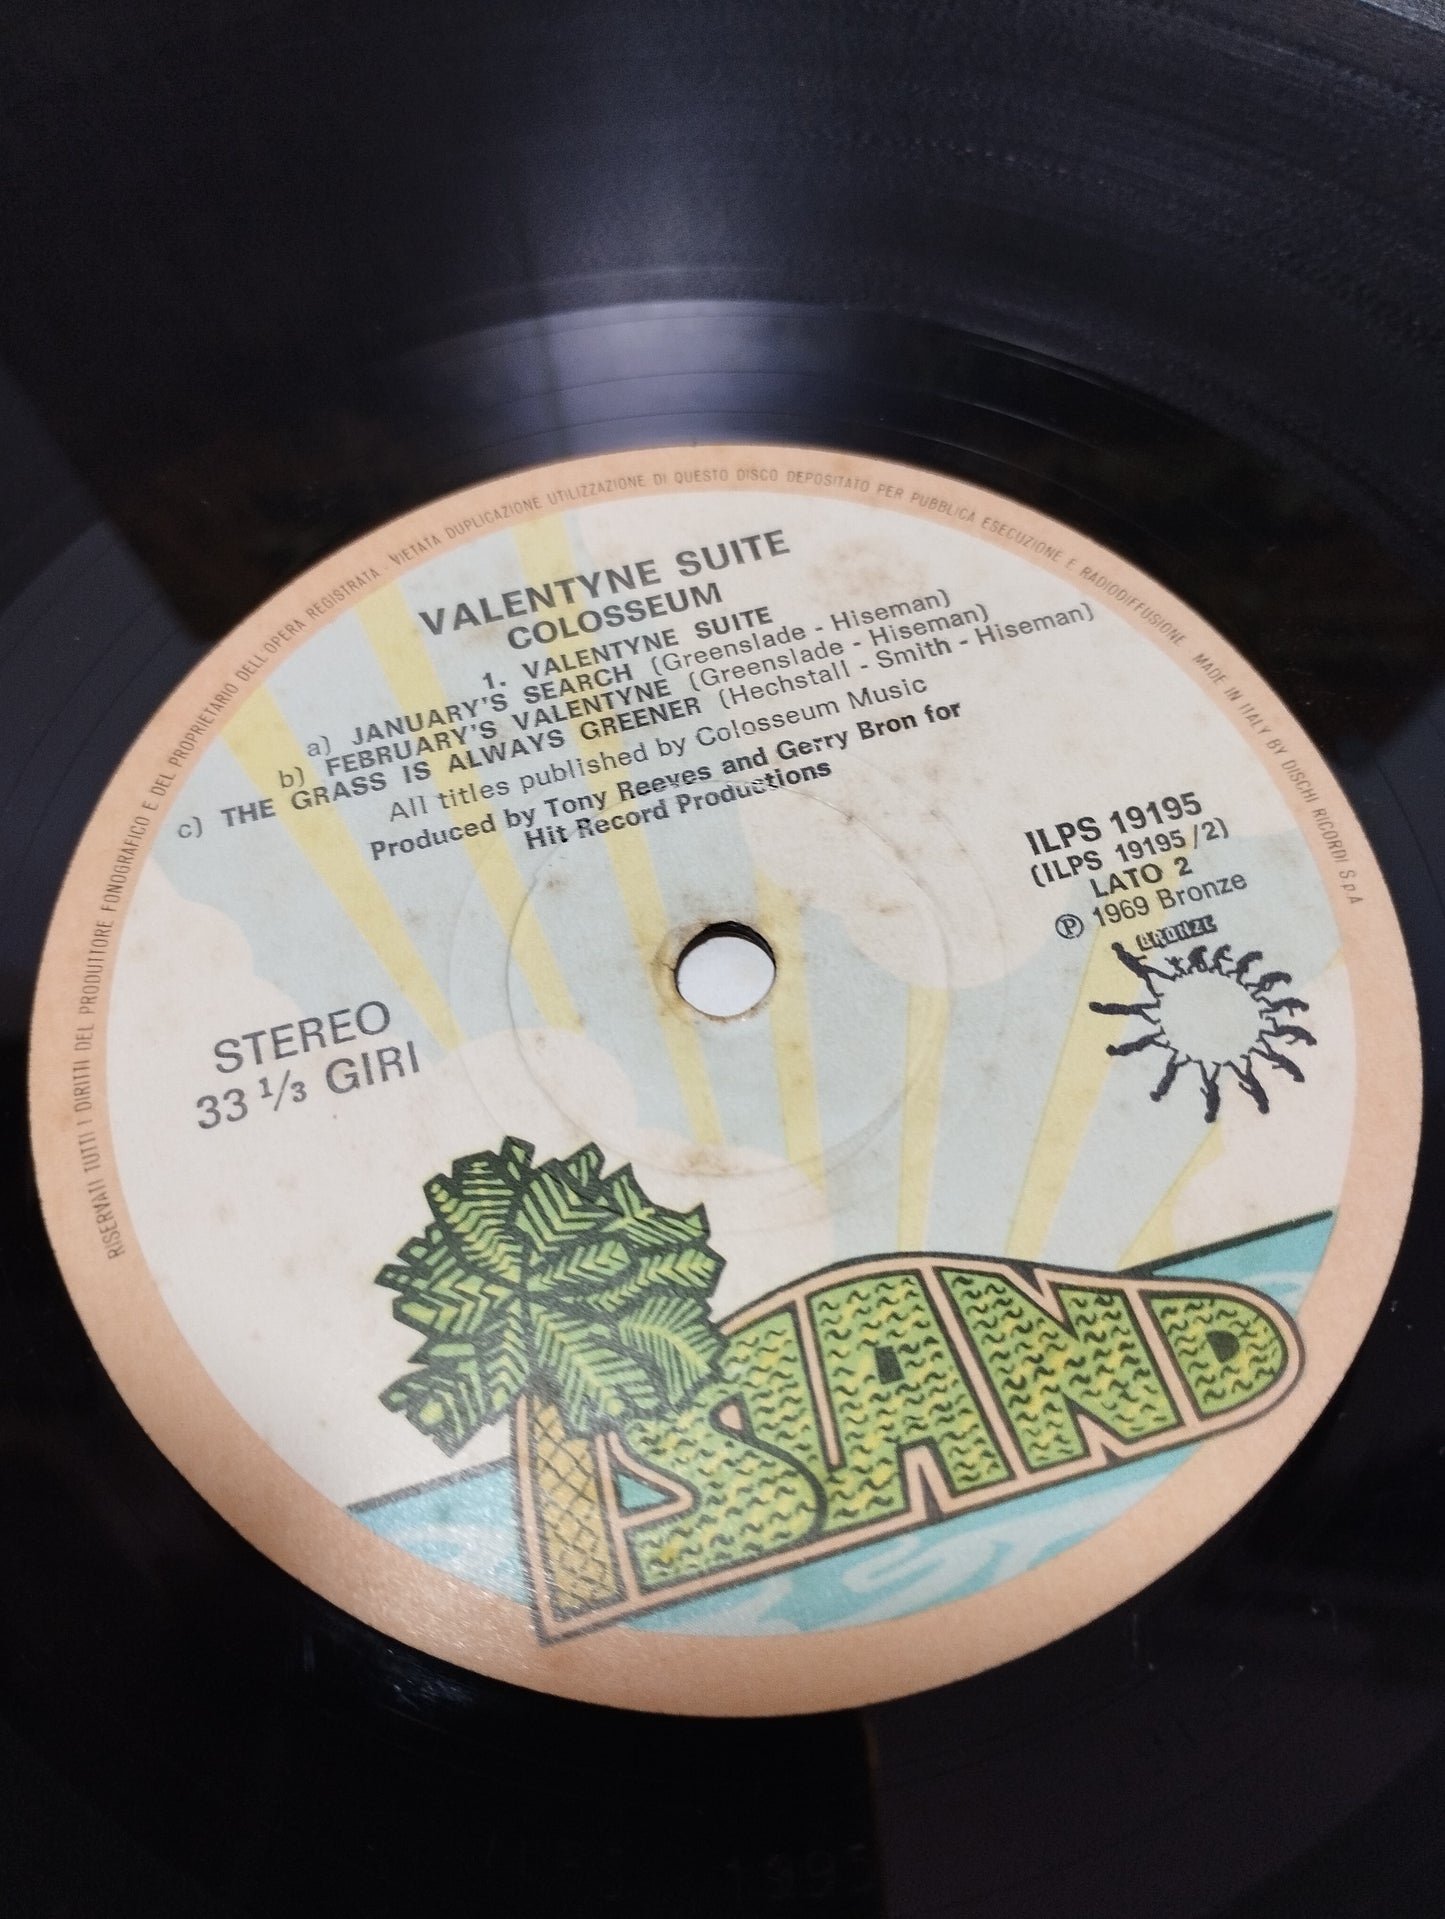 RISERVATI TUTTI I DIRITTI DEL PRODUTTORE FONOGRAFICO E DEL PROPRIETARIO DELL'OPERA REGISTRATA - VIETATA DUPLICAZIONE UTILIZZAZIONE DI QUESTO DISCO DEPOSITATO PER PUBBLICA ESECUZIONE E RADIODIFFUSIONE MADE IN ITALY BY DISCHI RICORDI S.p.A
VALENTYNE SUITE
COLOSSEUM
1. VALENTYNE SUITE
a) JANUARY'S SEARCH (Greenslade - Hiseman)
b) FEBRUARY'S VALENTYNE (Greenslade - Hiseman)
c) THE GRASS IS ALWAYS GREENER (Hechstall - Smith - Hiseman)
All titles published by Colosseum Music
Produced by Tony Reeves and Gerry Bron for
Hit Record Productions
ILPS 19195
(ILPS 19195/2)
LATO 2
℗ 1969 Bronze
BRONZE
STEREO
33 1/3 GIRI
ISLAND